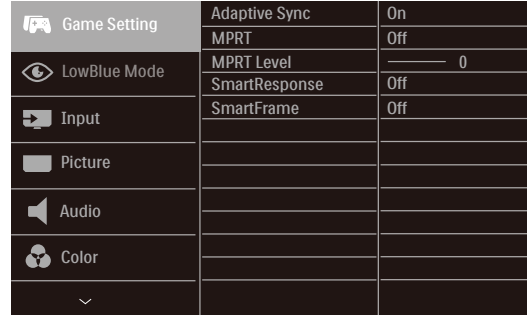 Game Setting
LowBlue Mode
Input
Picture
Audio
Color
Adaptive Sync On
MPRT Off
MPRT Level 0
SmartResponse Off
SmartFrame Off